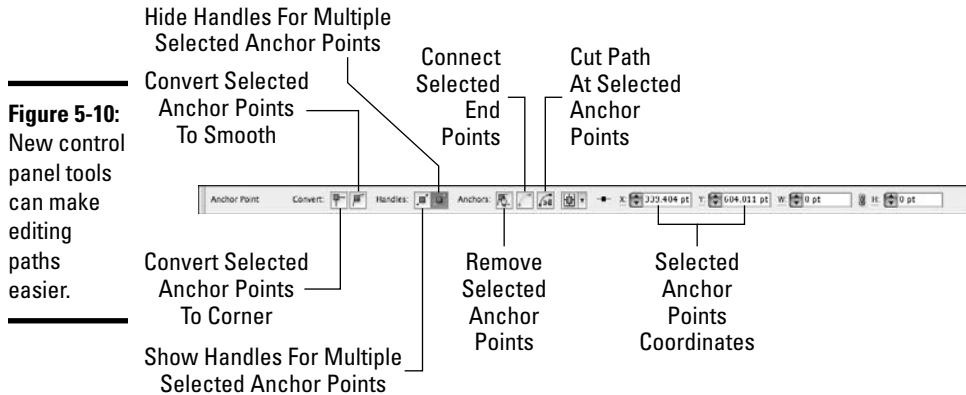 Hide Handles For Multiple
Selected Anchor Points
Convert Selected
Anchor Points
To Smooth
Connect
Selected
End
Points
Cut Path
At Selected
Anchor
Points
Figure 5-10:
New control
panel tools
can make
editing
paths
easier.
Anchor Point Convert: Handles: Anchors: X: 339.404 pt Y: 604.011 pt W: 0 pt H: 0 pt
Convert Selected
Anchor Points
To Corner
Show Handles For Multiple
Selected Anchor Points
Remove
Selected
Anchor
Points
Selected
Anchor
Points
Coordinates